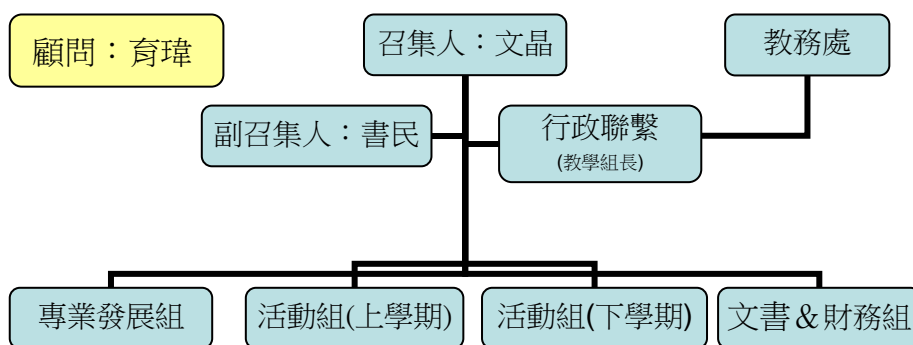 顧問：育瑋
召集人：文晶
教務處
副召集人：書民
行政聯繫
(教學組長)
專業發展組
活動組(上學期)
活動組(下學期)
文書＆財務組